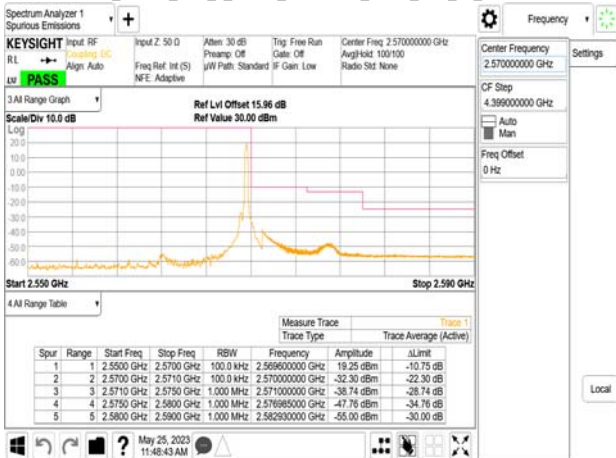 Spectrum Analyzer 1
Spurious Emissions
Frequency
KEYSIGHT
RL
LV PASS
Input: RF
Coupling: DC
Align: Auto
Input Z: 50 Ω
Freq Ref: Int (S)
NFE: Adaptive
Atten: 30 dB
Preamp: Off
µW Path: Standard
Trig: Free Run
Gate: Off
IF Gain: Low
Center Freq: 2.570000000 GHz
Avg|Hold: 100/100
Radio Std: None
Center Frequency
2.570000000 GHz
Settings
CF Step
4.399000000 GHz
Auto
Man
Freq Offset
0 Hz
Local
3 All Range Graph
Scale/Div 10.0 dB
Ref Lvl Offset 15.96 dB
Ref Value 30.00 dBm
Log
20.0
10.0
0.00
-10.0
-20.0
-30.0
-40.0
-50.0
-60.0
Start 2.550 GHz
Stop 2.590 GHz
4 All Range Table
Measure Trace Trace 1
Trace Type Trace Average (Active)
Spur Range Start Freq Stop Freq RBW Frequency Amplitude ΔLimit
1 1 2.5500 GHz 2.5700 GHz 100.0 kHz 2.569600000 GHz 19.25 dBm -10.75 dB
2 2 2.5700 GHz 2.5710 GHz 100.0 kHz 2.570000000 GHz -32.30 dBm -22.30 dB
3 3 2.5710 GHz 2.5750 GHz 1.000 MHz 2.571000000 GHz -38.74 dBm -28.74 dB
4 4 2.5750 GHz 2.5800 GHz 1.000 MHz 2.576985000 GHz -47.76 dBm -34.76 dB
5 5 2.5800 GHz 2.5900 GHz 1.000 MHz 2.582930000 GHz -55.00 dBm -30.00 dB
?
May 25, 2023
11:48:43 AM